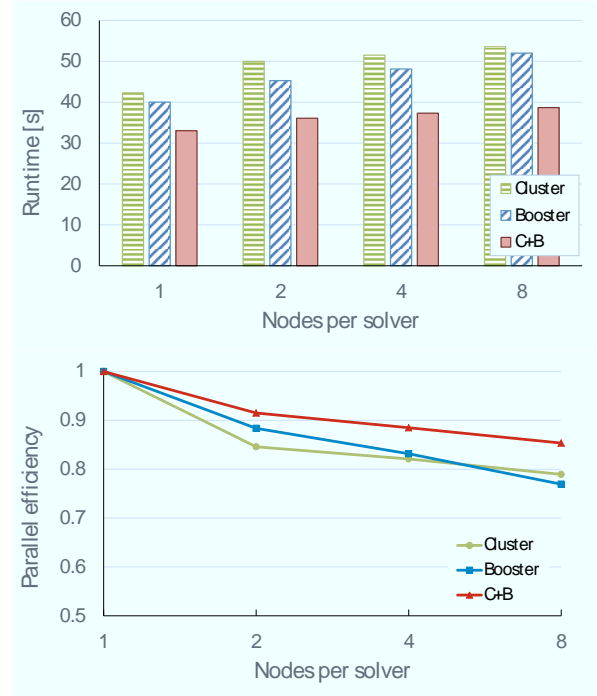 60
50
40
30
20
10
0
Runtime [s]
Cluster
Booster
C+B
1 2 4 8
Nodes per solver
1
0.9
0.8
0.7
0.6
0.5
Parallel efficiency
Cluster
Booster
C+B
1 2 4 8
Nodes per solver